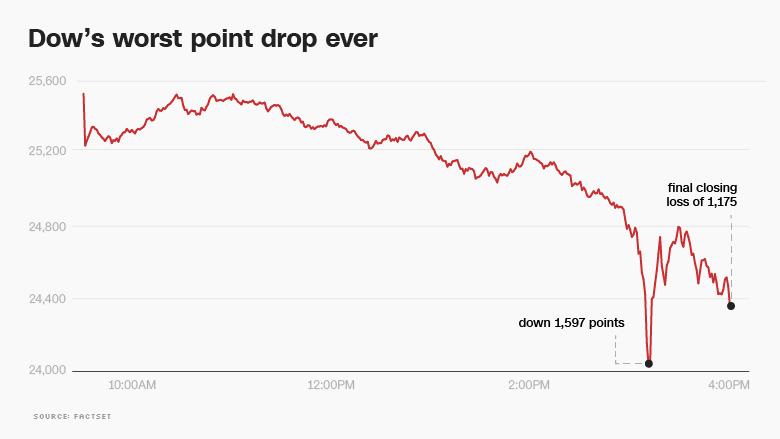 Dow’s worst point drop ever
25,600
25,200
24,800
24,400
24,000
final closing
loss of 1,175
down 1,597 points
10:00AM
12:00PM
2:00PM
4:00PM
SOURCE: FACTSET